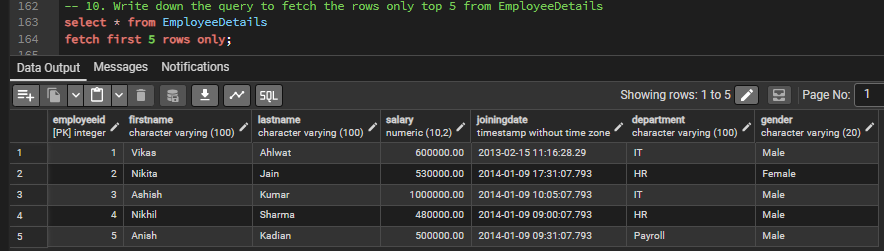 162 -- 10. Write down the query to fetch the rows only top 5 from EmployeeDetails
163 select * from EmployeeDetails
164 fetch first 5 rows only;
165
Data Output Messages Notifications
SQL Showing rows: 1 to 5 Page No: 1
employeeid firstname lastname salary joiningdate department gender
[PK] integer character varying (100) character varying (100) numeric (10,2) timestamp without time zone character varying (100) character varying (20)
1 1 Vikas Ahlwat 600000.00 2013-02-15 11:16:28.29 IT Male
2 2 Nikita Jain 530000.00 2014-01-09 17:31:07.793 HR Female
3 3 Ashish Kumar 1000000.00 2014-01-09 10:05:07.793 IT Male
4 4 Nikhil Sharma 480000.00 2014-01-09 09:00:07.793 HR Male
5 5 Anish Kadian 500000.00 2014-01-09 09:31:07.793 Payroll Male